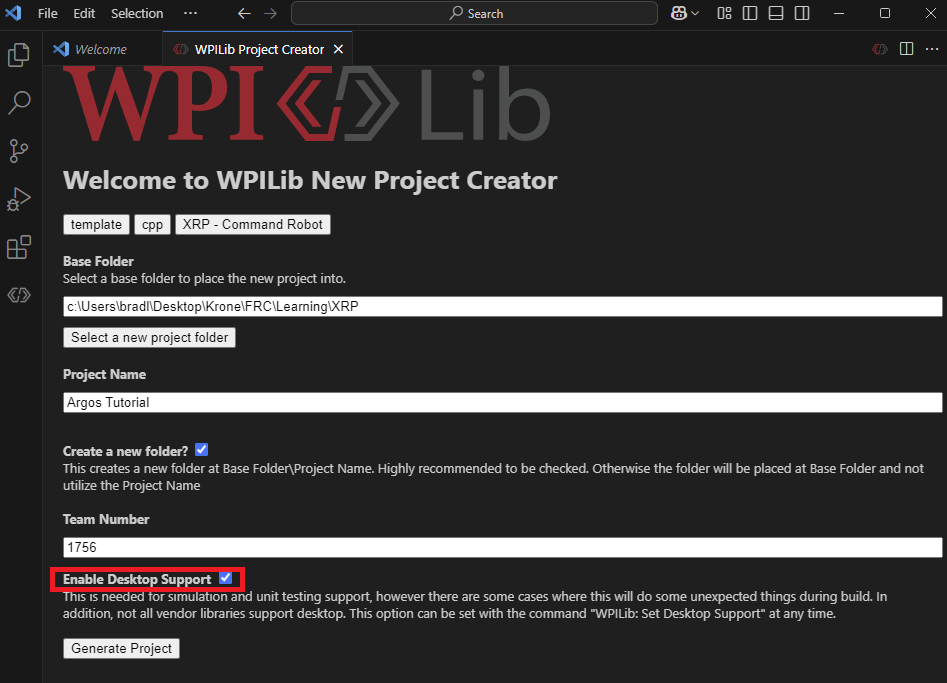 File Edit Selection ··· Search
Welcome WPILib Project Creator
WPI Lib
Welcome to WPILib New Project Creator
template cpp XRP - Command Robot
Base Folder
Select a base folder to place the new project into.
c:\Users\bradl\Desktop\Krone\FRC\Learning\XRP
Select a new project folder
Project Name
Argos Tutorial
Create a new folder?
This creates a new folder at Base Folder\Project Name. Highly recommended to be checked. Otherwise the folder will be placed at Base Folder and not
utilize the Project Name
Team Number
1756
Enable Desktop Support
This is needed for simulation and unit testing support, however there are some cases where this will do some unexpected things during build. In
addition, not all vendor libraries support desktop. This option can be set with the command "WPILib: Set Desktop Support" at any time.
Generate Project